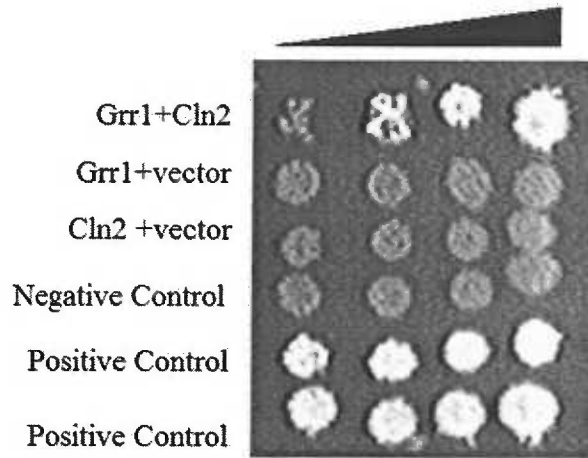 Grr1+Cln2
Grr1+vector
Cln2 +vector
Negative Control
Positive Control
Positive Control